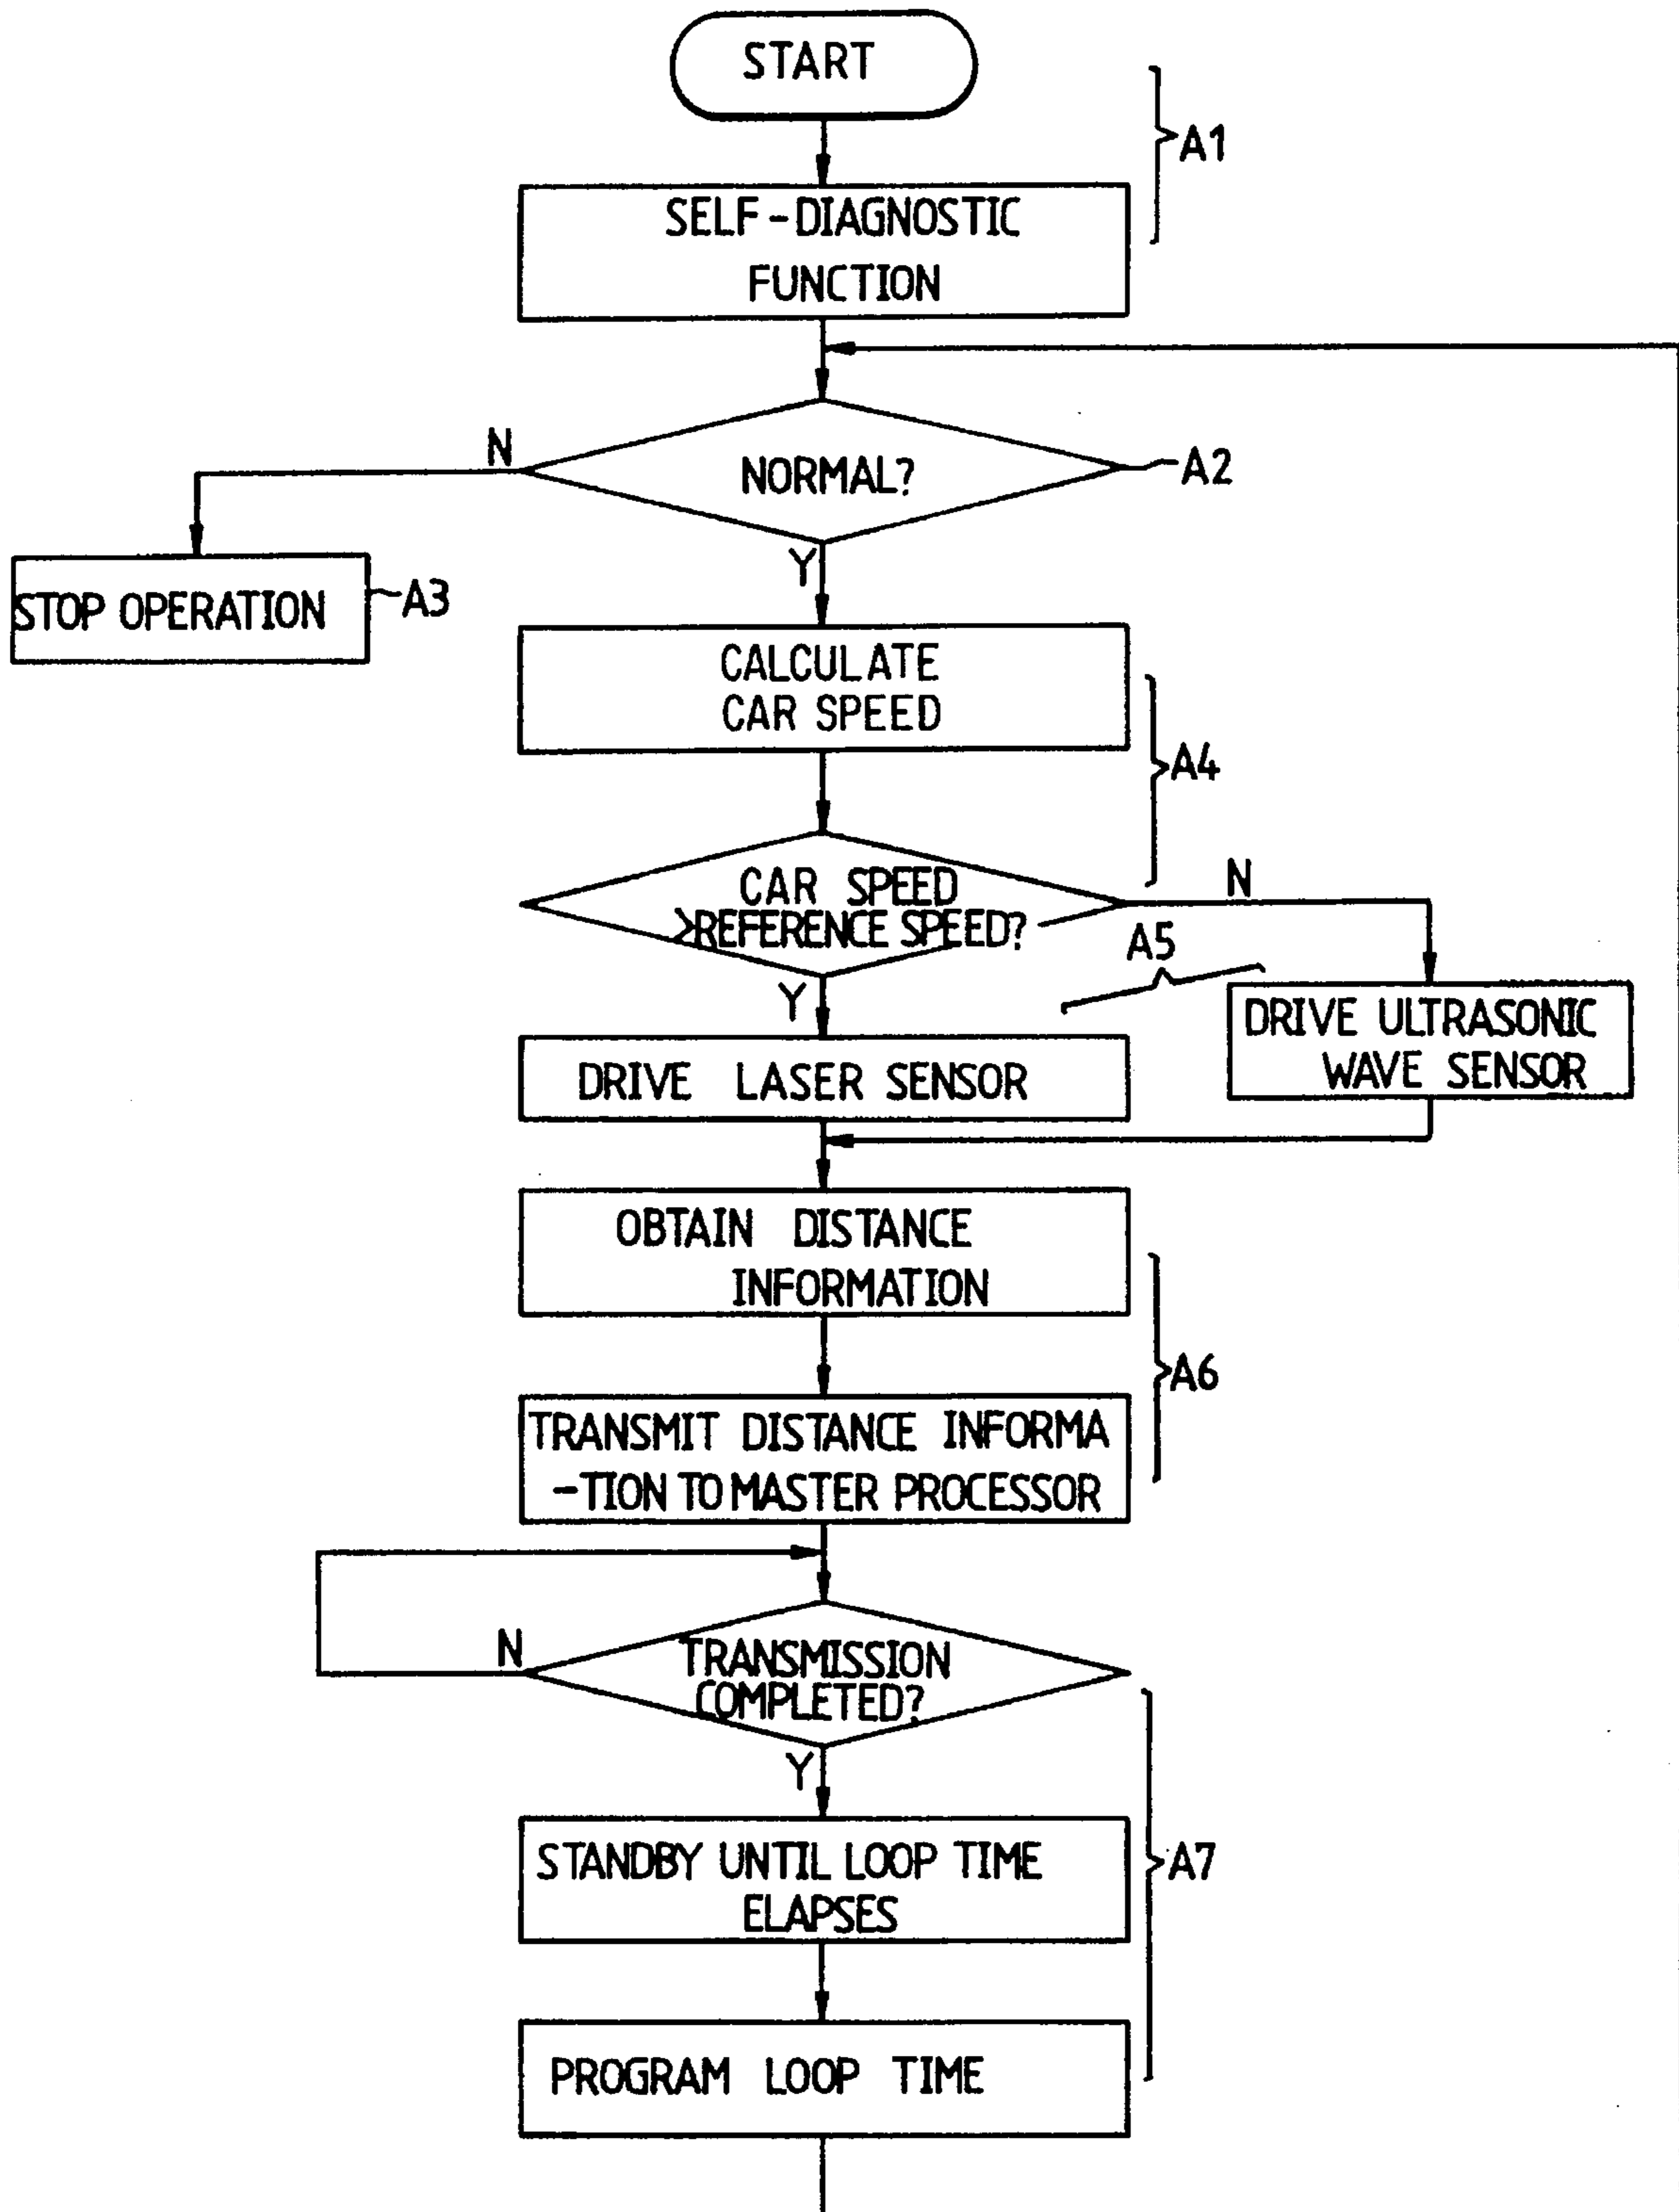 START
A1
SELF-DIAGNOSTIC
FUNCTION
N
NORMAL?
A2
Y
STOP OPERATION
A3
CALCULATE
CAR SPEED
A4
CAR SPEED
>REFERENCE SPEED?
N
A5
Y
DRIVE ULTRASONIC
WAVE SENSOR
DRIVE LASER SENSOR
OBTAIN DISTANCE
INFORMATION
A6
TRANSMIT DISTANCE INFORMA
-TION TO MASTER PROCESSOR
N
TRANSMISSION
COMPLETED?
Y
STANDBY UNTIL LOOP TIME
ELAPSES
A7
PROGRAM LOOP TIME